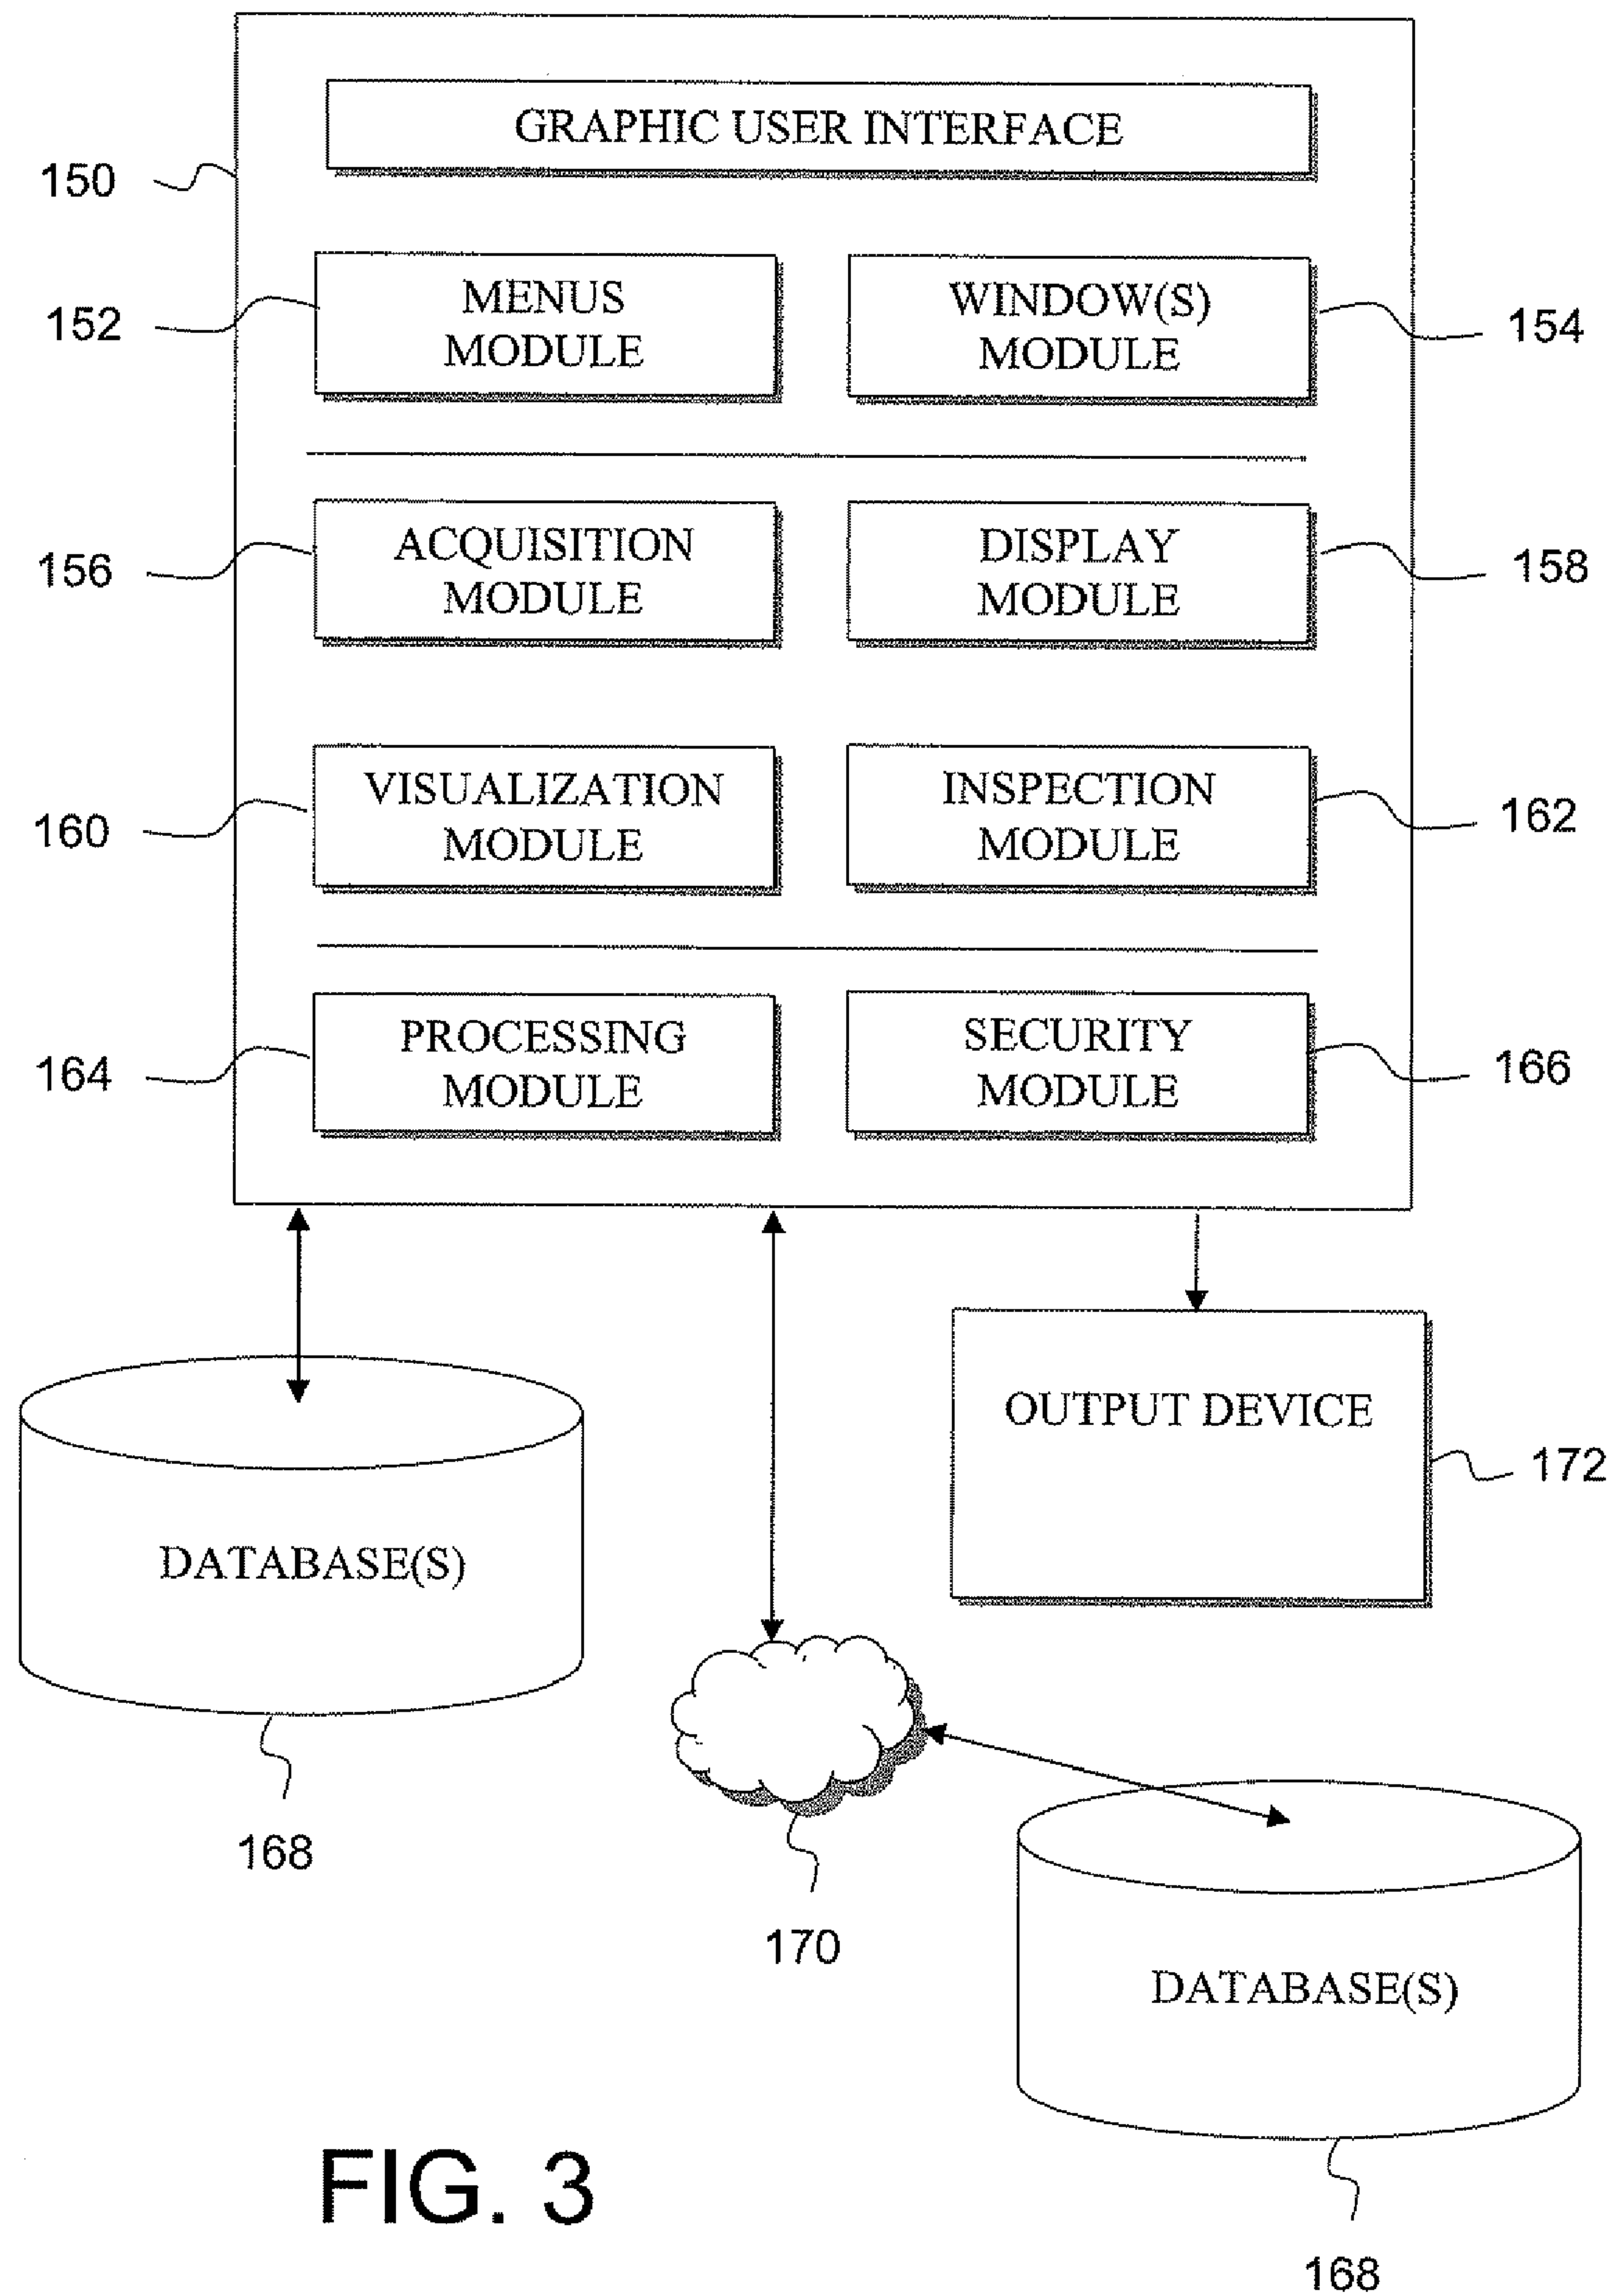 GRAPHIC USER INTERFACE
150
MENUS
MODULE
152
WINDOW(S)
MODULE
154
ACQUISITION
MODULE
156
DISPLAY
MODULE
158
VISUALIZATION
MODULE
160
INSPECTION
MODULE
162
PROCESSING
MODULE
164
SECURITY
MODULE
166
OUTPUT DEVICE
172
DATABASE(S)
168
170
DATABASE(S)
168
FIG. 3